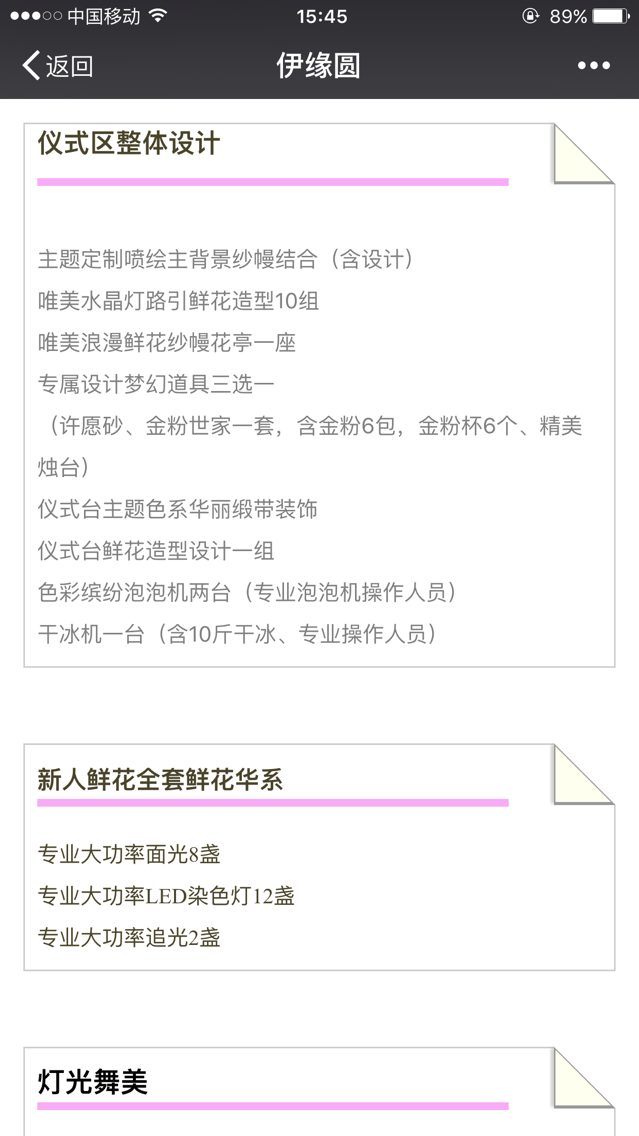 中国移动 15:45 89%
返回 伊缘圆
仪式区整体设计
主题定制喷绘主背景纱幔结合（含设计）
唯美水晶灯路引鲜花造型10组
唯美浪漫鲜花纱幔花亭一座
专属设计梦幻道具三选一
（许愿砂、金粉世家一套，含金粉6包，金粉杯6个、精美
烛台）
仪式台主题色系华丽缎带装饰
仪式台鲜花造型设计一组
色彩缤纷泡泡机两台（专业泡泡机操作人员）
干冰机一台（含10斤干冰、专业操作人员）
新人鲜花全套鲜花华系
专业大功率面光8盏
专业大功率LED染色灯12盏
专业大功率追光2盏
灯光舞美